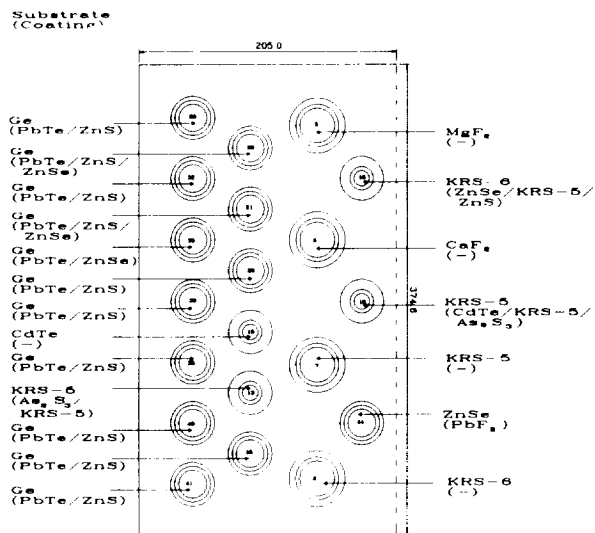 Substrate
(Coating)
205.0
374.6
Ge
(PbTe/ZnS)
Ge
(PbTe/ZnS/
ZnSe)
Ge
(PbTe/ZnS)
Ge
(PbTe/ZnS/
ZnSe)
Ge
(PbTe/ZnSe)
Ge
(PbTe/ZnS)
Ge
(PbTe/ZnS)
CdTe
(-)
Ge
(PbTe/ZnS)
KRS-6
(As₂S₃/
KRS-5)
Ge
(PbTe/ZnS)
Ge
(PbTe/ZnS)
Ge
(PbTe/ZnS)
MgF₂
(-)
KRS-6
(ZnSe/KRS-5/
ZnS)
CaF₂
(-)
KRS-5
(CdTe/KRS-5/
As₂S₃)
KRS-5
(-)
ZnSe
(PbF₂)
KRS-6
(-)